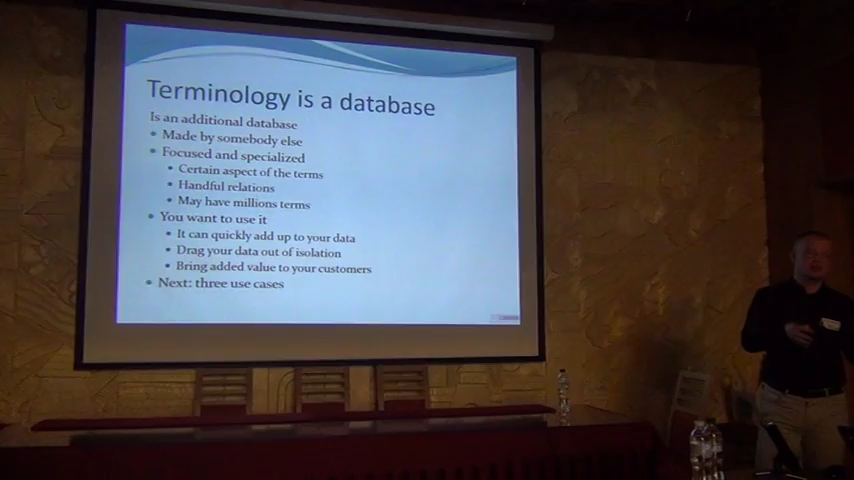 Terminology is a database
Is an additional database
• Made by somebody else
• Focused and specialized
• Certain aspect of the terms
• Handful relations
• May have millions terms
• You want to use it
• It can quickly add up to your data
• Drag your data out of isolation
• Bring added value to your customers
• Next: three use cases